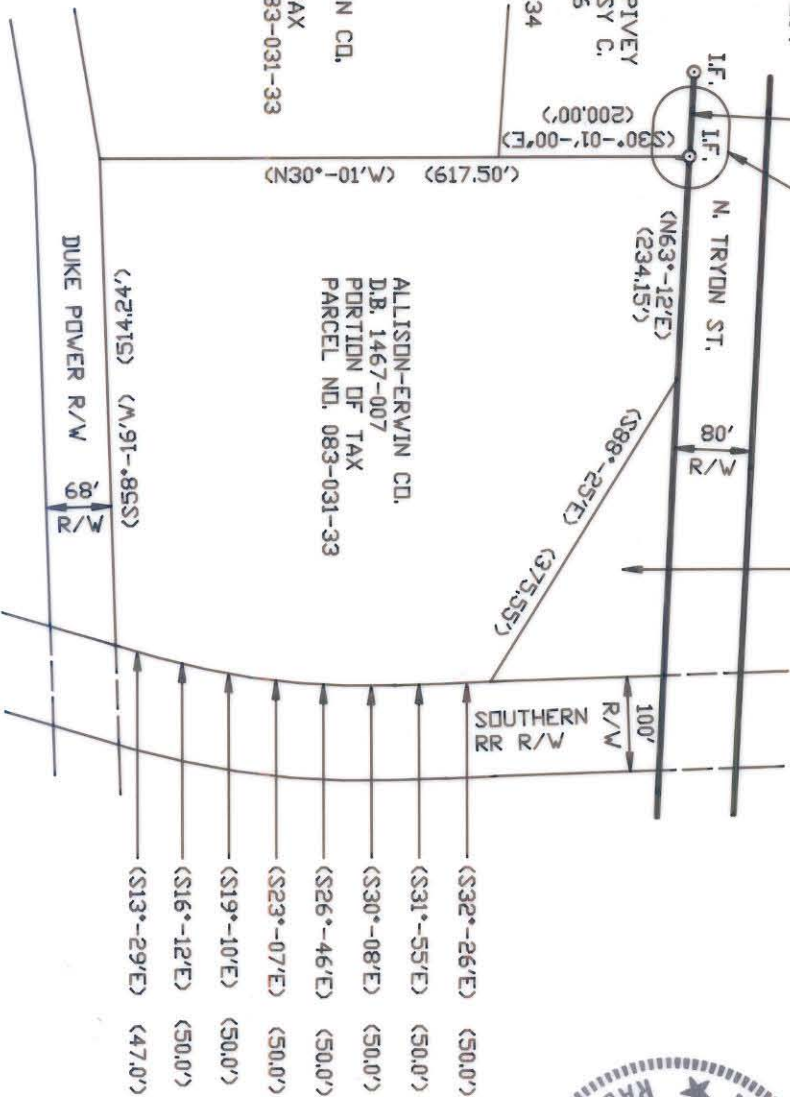 PIVEY
SY C.
34
I.F.
I.F.
(S30°-01'-00"E)
(200.00')
N. TRYON ST.
80'
R/W
(N63°-12'E)
(234.15')
(S88°-25'E) (375.55')
(N30°-01'W) (617.50')
N CO.
AX
83-031-33
ALLISON-ERWIN CO.
D.B. 1467-007
PORTION OF TAX
PARCEL NO. 083-031-33
100'
R/W
SOUTHERN
RR R/W
(S58°-16'W) (514.24')
DUKE POWER R/W
68'
R/W
(S32°-26'E) (50.0')
(S31°-55'E) (50.0')
(S30°-08'E) (50.0')
(S26°-46'E) (50.0')
(S23°-07'E) (50.0')
(S19°-10'E) (50.0')
(S16°-12'E) (50.0')
(S13°-29'E) (47.0')